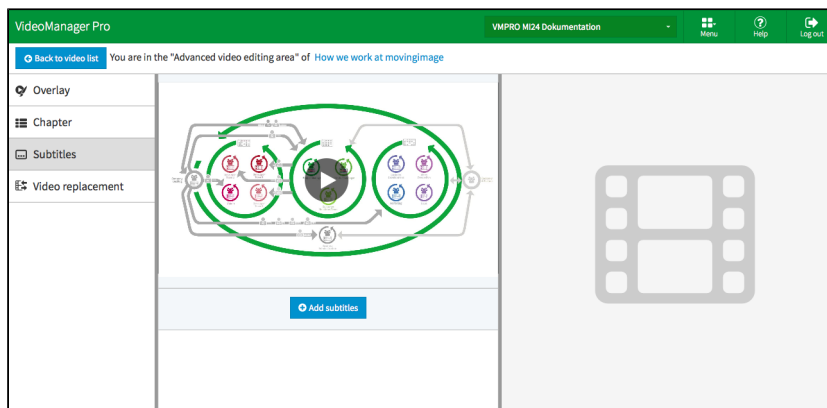 VideoManager Pro
VMPRO MI24 Dokumentation
Menu
Help
Log out
Back to video list
You are in the "Advanced video editing area" of How we work at movingimage
Overlay
Chapter
Subtitles
Video replacement
Add subtitles